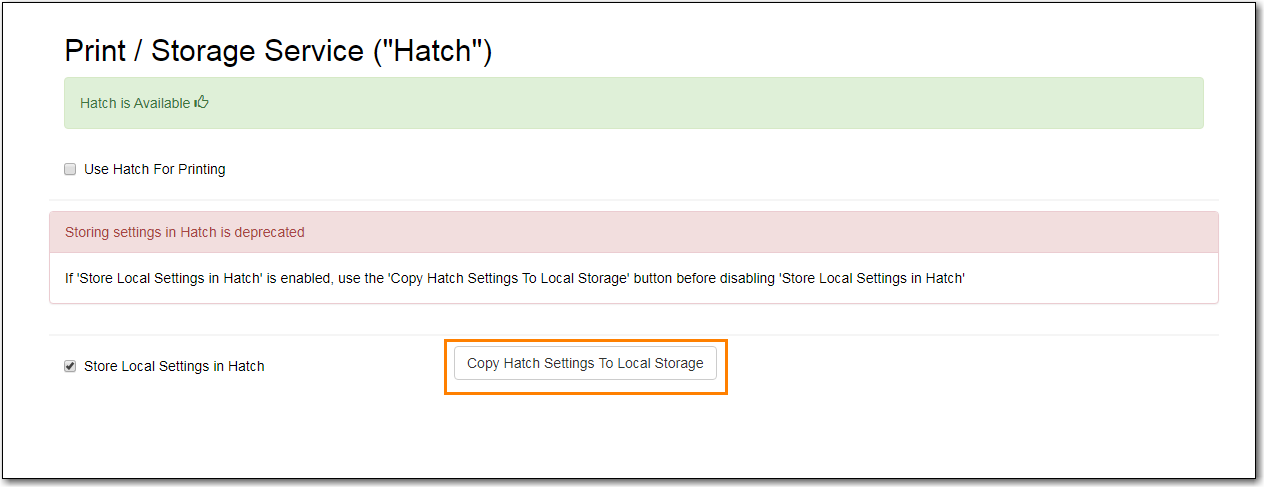 Print / Storage Service ("Hatch")
Hatch is Available
Use Hatch For Printing
Storing settings in Hatch is deprecated
If 'Store Local Settings in Hatch' is enabled, use the 'Copy Hatch Settings To Local Storage' button before disabling 'Store Local Settings in Hatch'
Store Local Settings in Hatch
Copy Hatch Settings To Local Storage